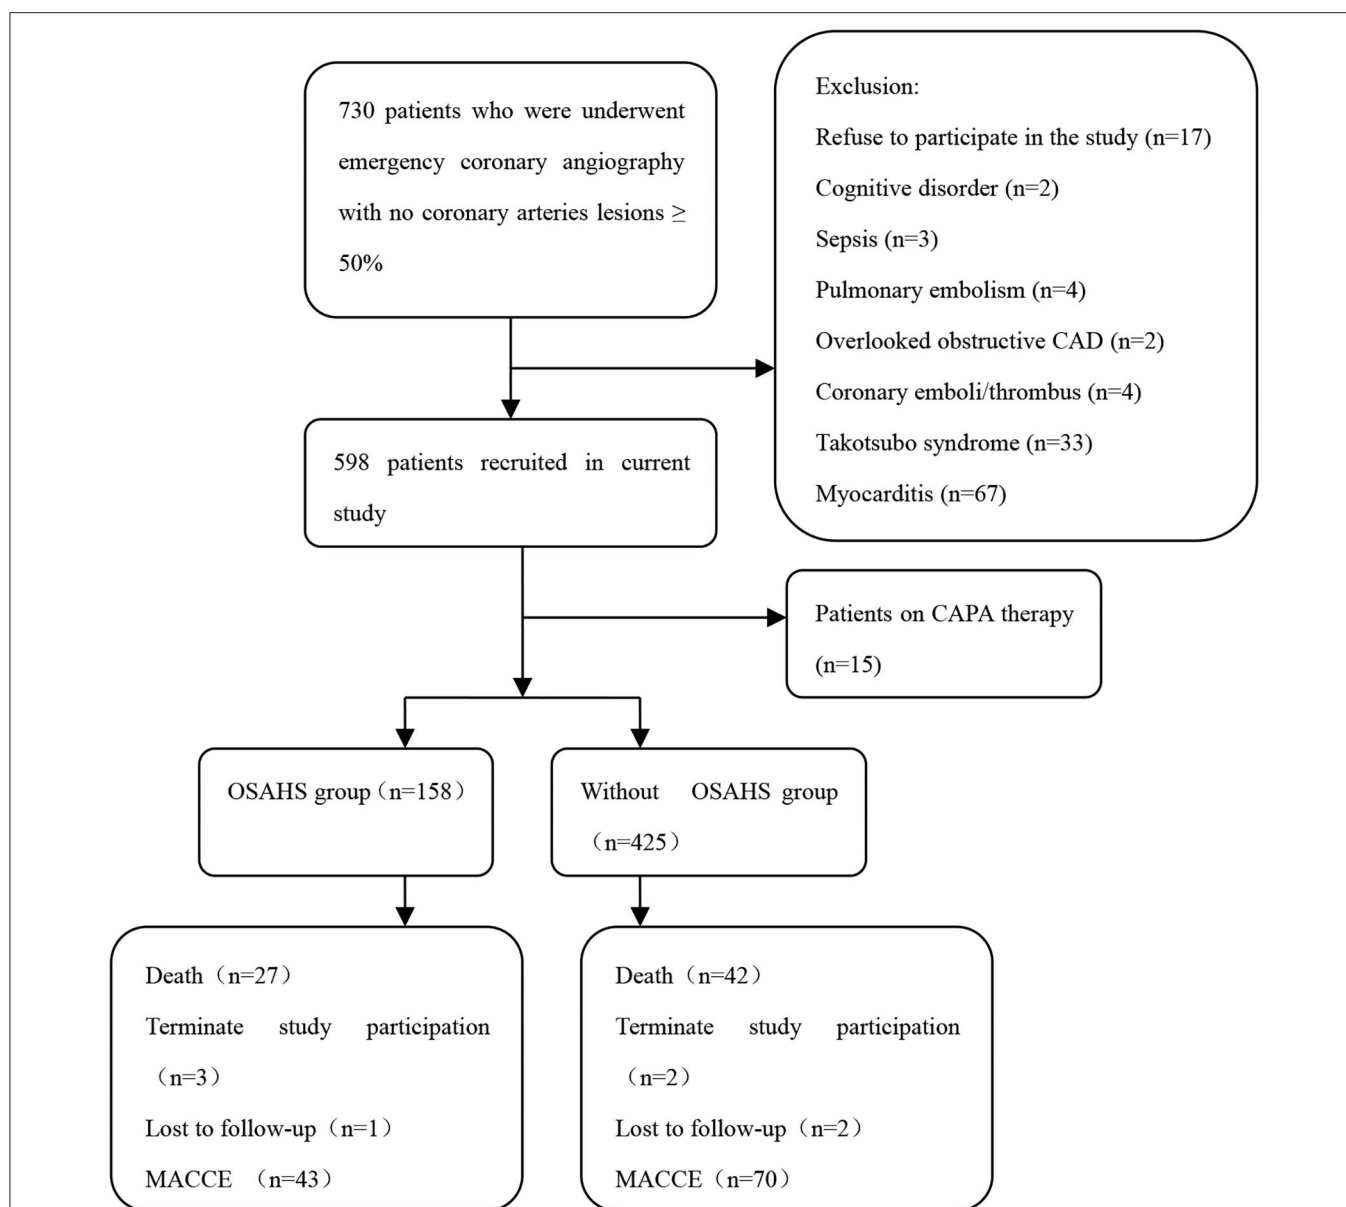 730 patients who were underwent
emergency coronary angiography
with no coronary arteries lesions ≥
50%
Exclusion:
Refuse to participate in the study (n=17)
Cognitive disorder (n=2)
Sepsis (n=3)
Pulmonary embolism (n=4)
Overlooked obstructive CAD (n=2)
Coronary emboli/thrombus (n=4)
Takotsubo syndrome (n=33)
Myocarditis (n=67)
598 patients recruited in current
study
Patients on CAPA therapy
(n=15)
OSAHS group（n=158）
Without OSAHS group
（n=425）
Death（n=27）
Terminate study participation
（n=3）
Lost to follow-up（n=1）
MACCE （n=43）
Death（n=42）
Terminate study participation
（n=2）
Lost to follow-up（n=2）
MACCE（n=70）